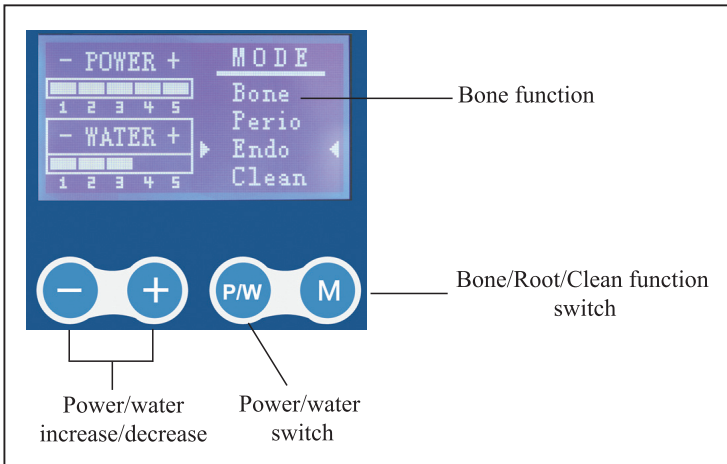 - POWER +
1 2 3 4 5
- WATER +
1 2 3 4 5
MODE
Bone
Perio
Endo
Clean
Bone function
− +
P/W M
Bone/Root/Clean function
switch
Power/water
increase/decrease
Power/water
switch